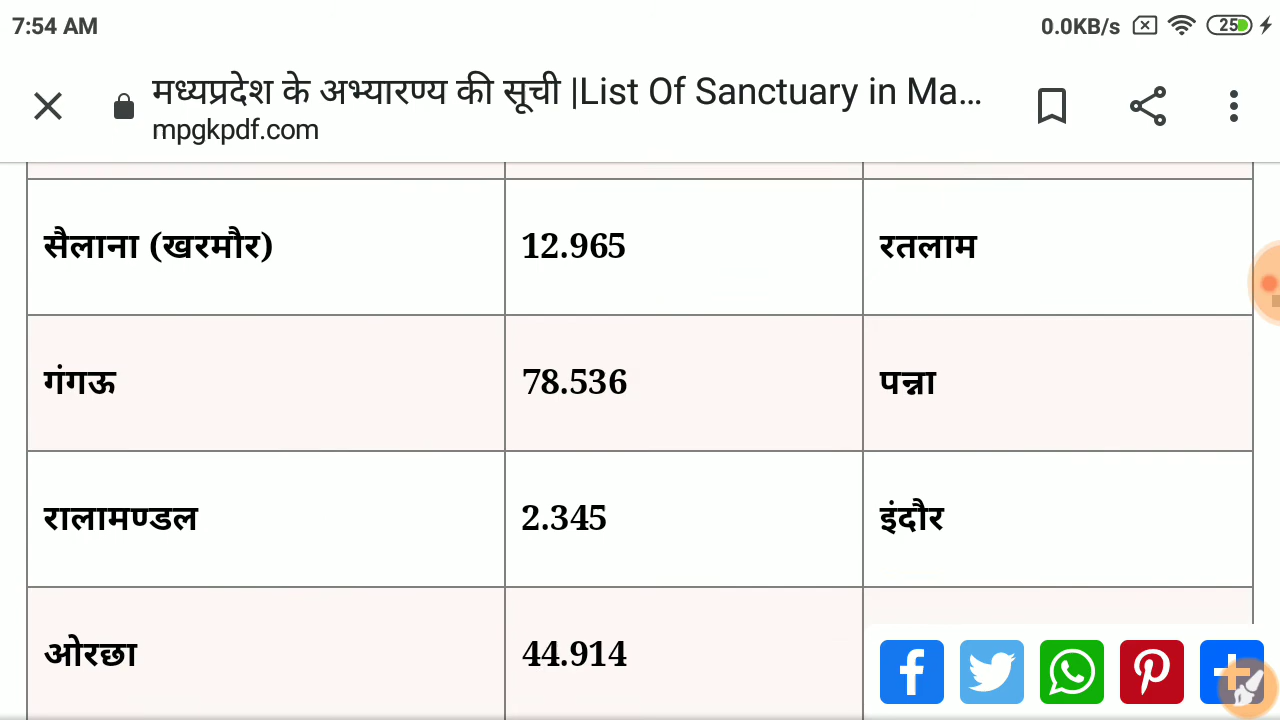 7:54 AM 0.0KB/s 25
मध्यप्रदेश के अभ्यारण्य की सूची |List Of Sanctuary in Ma...
mpgkpdf.com
सैलाना (खरमौर) 12.965 रतलाम
गंगऊ 78.536 पन्ना
रालामण्डल 2.345 इंदौर
ओरछा 44.914